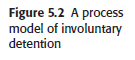 Figure 5.2 A process
model of involuntary
detention